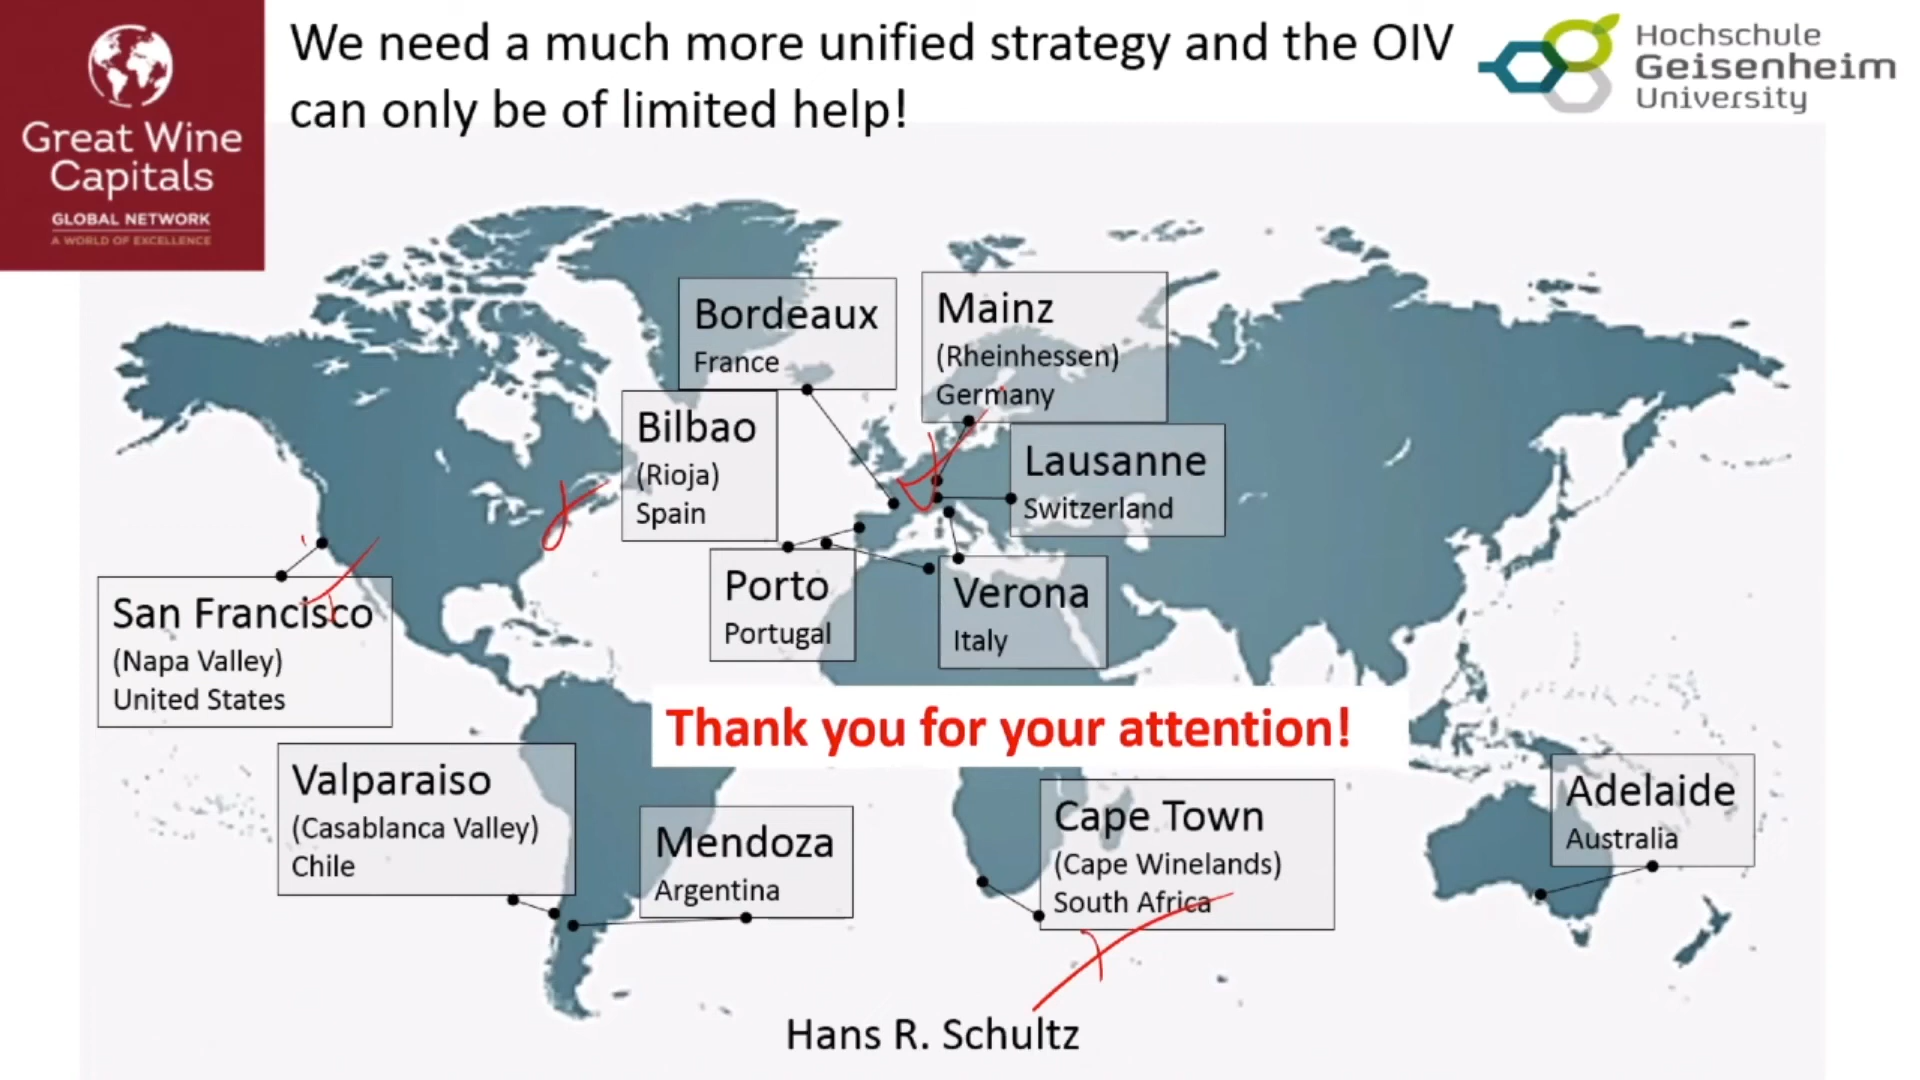 Great Wine
Capitals
GLOBAL NETWORK
A WORLD OF EXCELLENCE
We need a much more unified strategy and the OIV
can only be of limited help!
Hochschule
Geisenheim
University
Bordeaux
France
Mainz
(Rheinhessen)
Germany
Bilbao
(Rioja)
Spain
Lausanne
Switzerland
Porto
Portugal
Verona
Italy
San Francisco
(Napa Valley)
United States
Thank you for your attention!
Valparaiso
(Casablanca Valley)
Chile
Mendoza
Argentina
Cape Town
(Cape Winelands)
South Africa
Adelaide
Australia
Hans R. Schultz